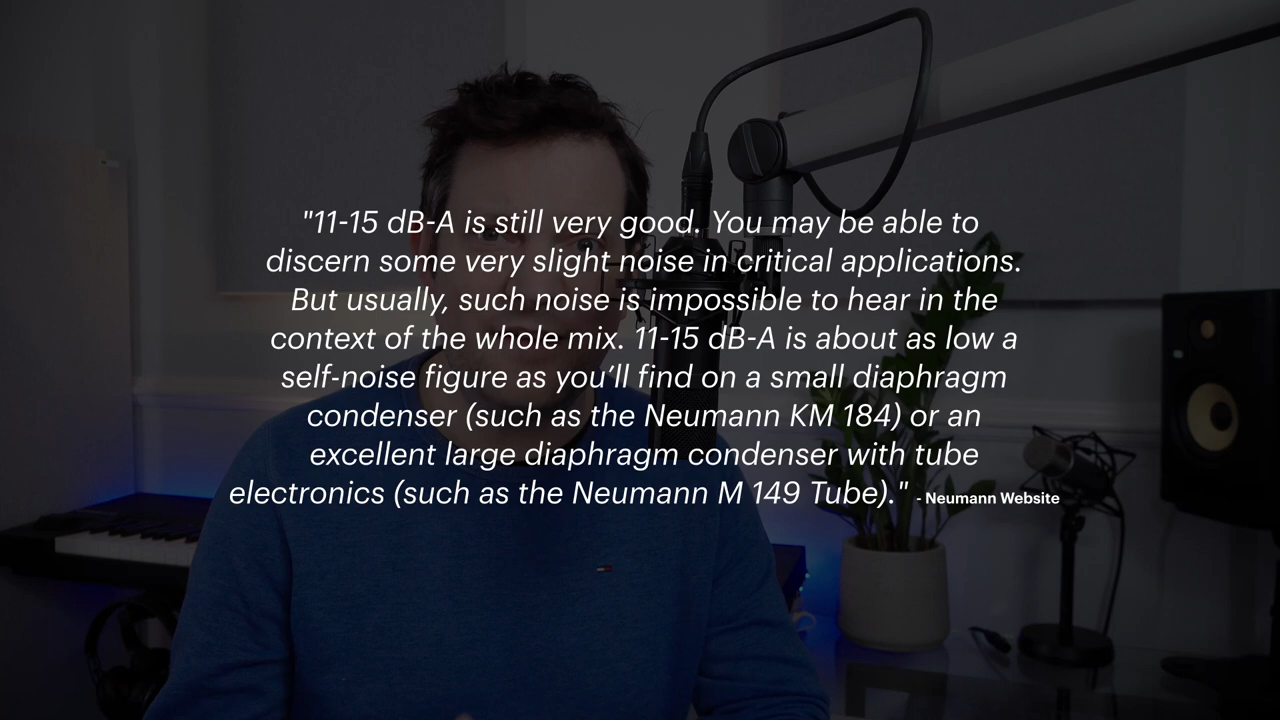 "11-15 dB-A is still very good. You may be able to
discern some very slight noise in critical applications.
But usually, such noise is impossible to hear in the
context of the whole mix. 11-15 dB-A is about as low a
self-noise figure as you’ll find on a small diaphragm
condenser (such as the Neumann KM 184) or an
excellent large diaphragm condenser with tube
electronics (such as the Neumann M 149 Tube)." - Neumann Website